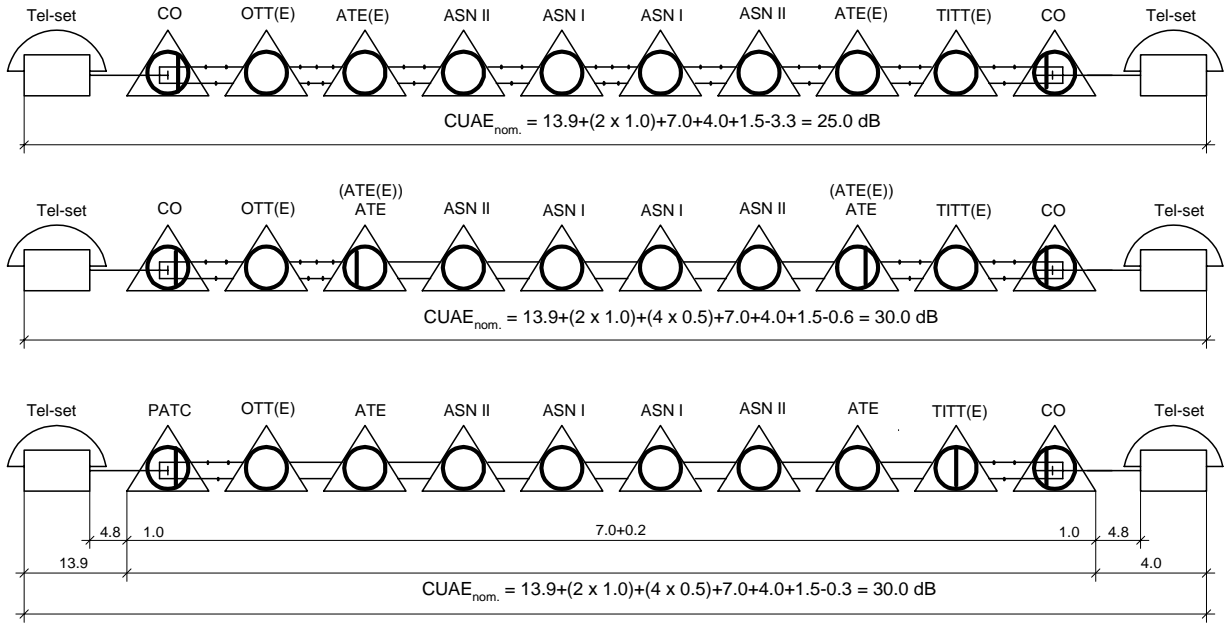 Tel-set CO OTT(E) ATE(E) ASN II ASN I ASN I ASN II ATE(E) TITT(E) CO Tel-set
CUAEnom. = 13.9+(2 x 1.0)+7.0+4.0+1.5-3.3 = 25.0 dB
(ATE(E)) (ATE(E))
Tel-set CO OTT(E) ATE ASN II ASN I ASN I ASN II ATE TITT(E) CO Tel-set
CUAEnom. = 13.9+(2 x 1.0)+(4 x 0.5)+7.0+4.0+1.5-0.6 = 30.0 dB
Tel-set PATC OTT(E) ATE ASN II ASN I ASN I ASN II ATE TITT(E) CO Tel-set
4.8 1.0 7.0+0.2 1.0 4.8
13.9 4.0
CUAEnom. = 13.9+(2 x 1.0)+(4 x 0.5)+7.0+4.0+1.5-0.3 = 30.0 dB